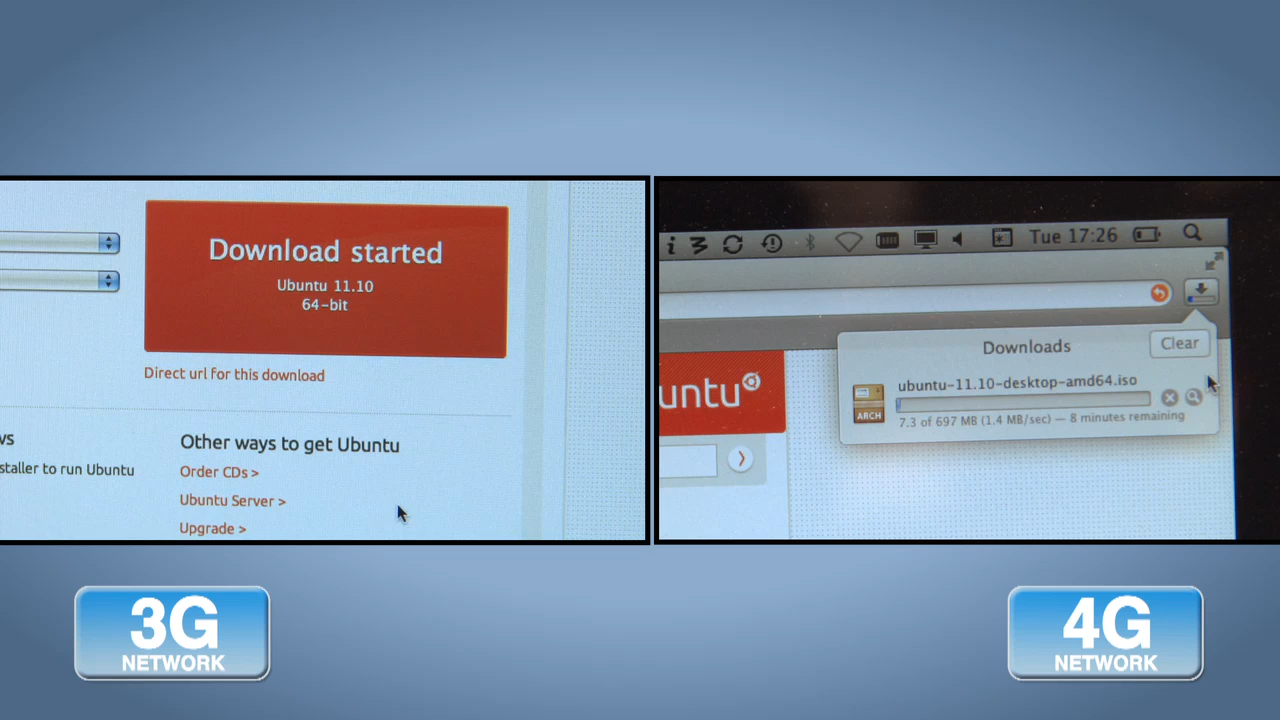 Download started
Ubuntu 11.10
64-bit
Direct url for this download
Other ways to get Ubuntu
staller to run Ubuntu
Order CDs >
Ubuntu Server >
Upgrade >
Tue 17:26
Downloads
Clear
ubuntu-11.10-desktop-amd64.iso
ARCH
7.3 of 697 MB (1.4 MB/sec) — 8 minutes remaining
untu
3G
NETWORK
4G
NETWORK